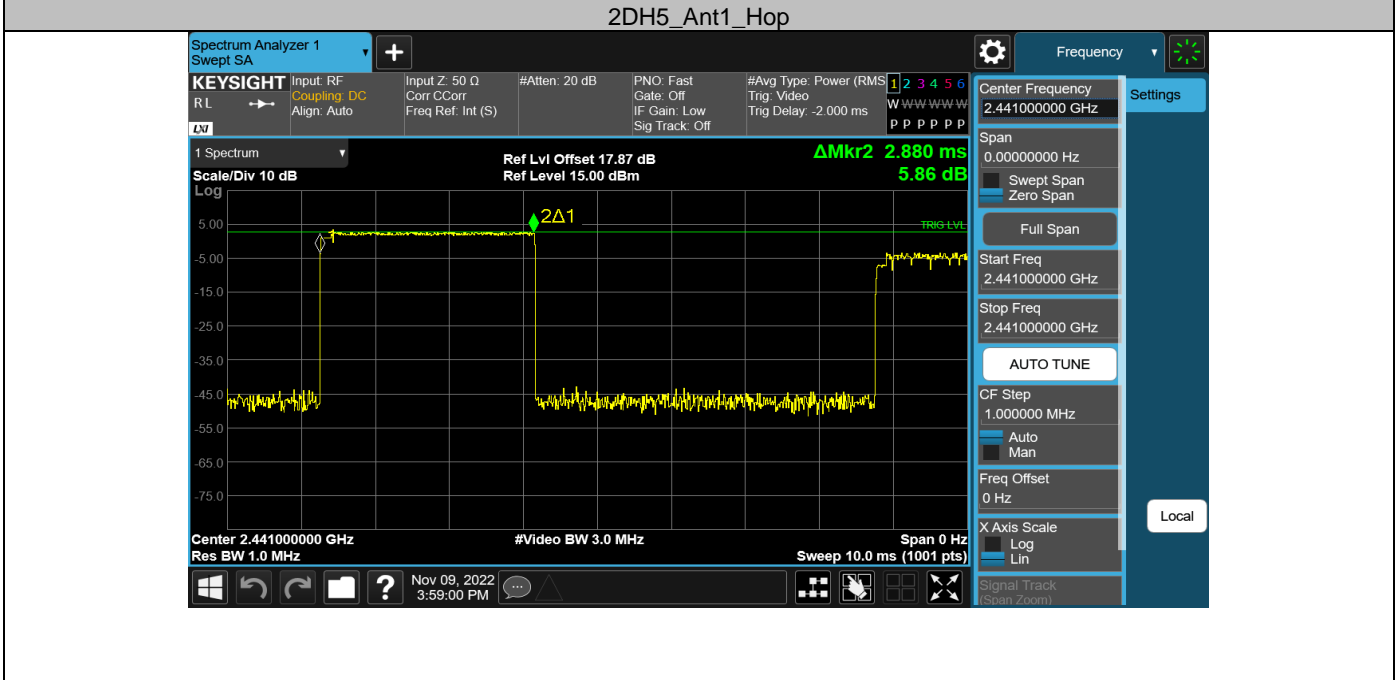 2DH5_Ant1_Hop
Spectrum Analyzer 1
Swept SA
+
Frequency
KEYSIGHT
RL
LXI
Input: RF
Coupling: DC
Align: Auto
Input Z: 50 Ω
Corr CCorr
Freq Ref: Int (S)
#Atten: 20 dB
PNO: Fast
Gate: Off
IF Gain: Low
Sig Track: Off
#Avg Type: Power (RMS
Trig: Video
Trig Delay: -2.000 ms
1 2 3 4 5 6
W W W W W W
P P P P P P
1 Spectrum
Scale/Div 10 dB
Log
Ref Lvl Offset 17.87 dB
Ref Level 15.00 dBm
ΔMkr2 2.880 ms
5.86 dB
2Δ1
TRIG LVL
5.00
-5.00
-15.0
-25.0
-35.0
-45.0
-55.0
-65.0
-75.0
Center 2.441000000 GHz
Res BW 1.0 MHz
#Video BW 3.0 MHz
Span 0 Hz
Sweep 10.0 ms (1001 pts)
?
Nov 09, 2022
3:59:00 PM
Center Frequency
2.441000000 GHz
Settings
Span
0.00000000 Hz
Swept Span
Zero Span
Full Span
Start Freq
2.441000000 GHz
Stop Freq
2.441000000 GHz
AUTO TUNE
CF Step
1.000000 MHz
Auto
Man
Freq Offset
0 Hz
X Axis Scale
Log
Lin
Local
Signal Track
(Span Zoom)